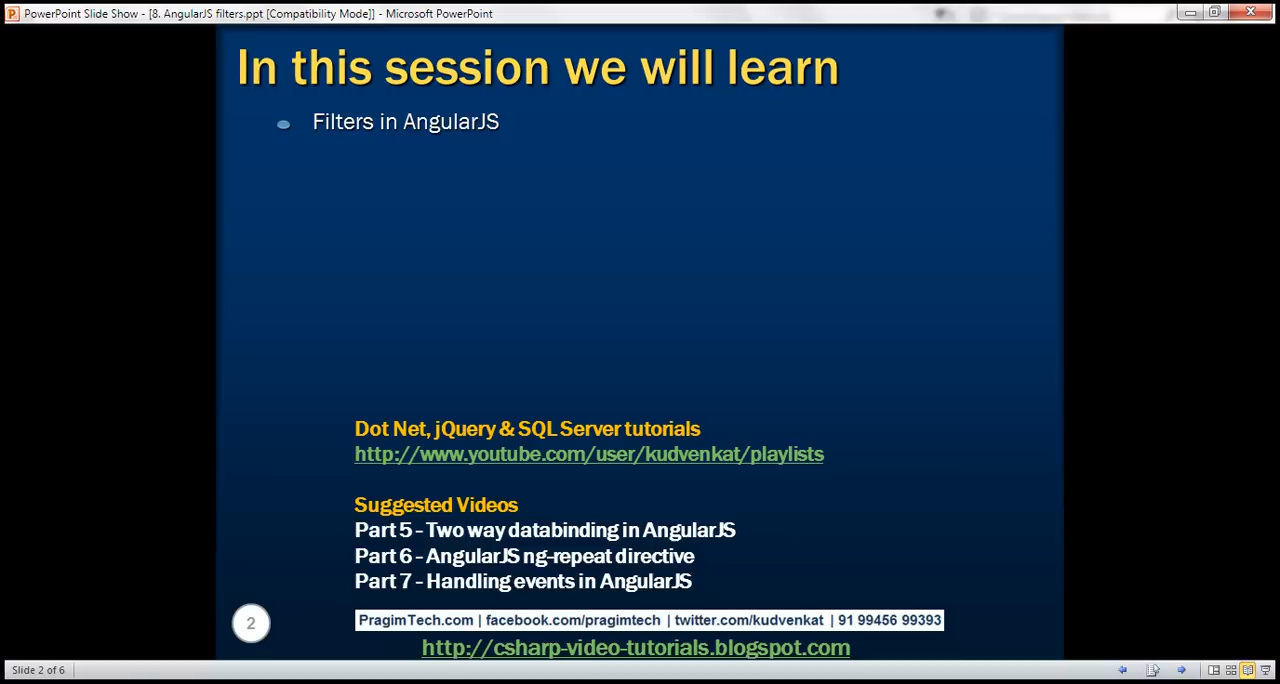 PowerPoint Slide Show - [8. AngularJS filters.ppt [Compatibility Mode]] - Microsoft PowerPoint
In this session we will learn
Filters in AngularJS
Dot Net, jQuery & SQL Server tutorials
http://www.youtube.com/user/kudvenkat/playlists
Suggested Videos
Part 5 - Two way databinding in AngularJS
Part 6 - AngularJS ng-repeat directive
Part 7 - Handling events in AngularJS
2
PragimTech.com | facebook.com/pragimtech | twitter.com/kudvenkat | 91 99456 99393
http://csharp-video-tutorials.blogspot.com
Slide 2 of 6